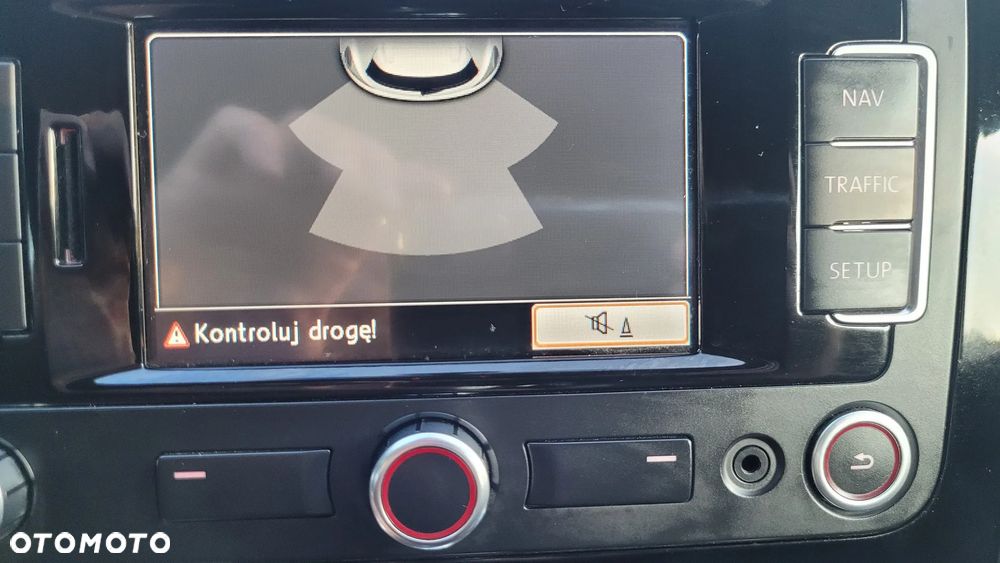 NAV
TRAFFIC
SETUP
Kontroluj drogę!
OTOMOTO